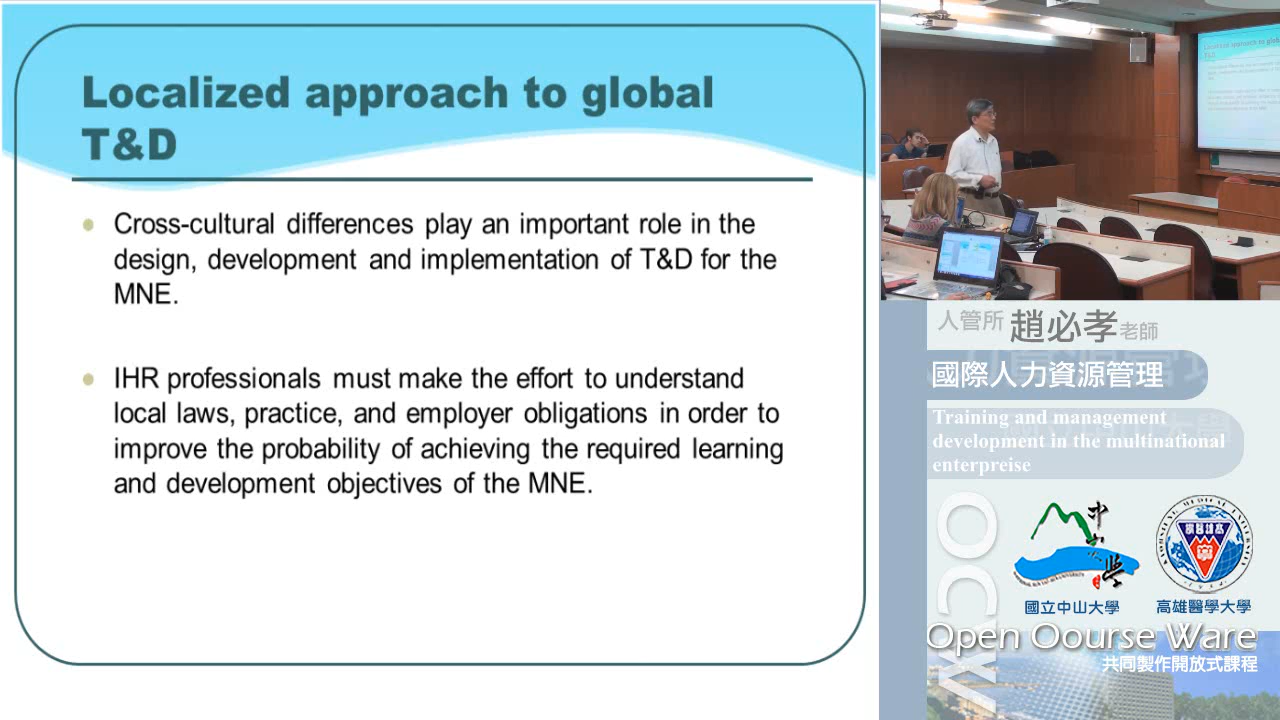 Localized approach to global
T&D
Cross-cultural differences play an important role in the
design, development and implementation of T&D for the
MNE.
IHR professionals must make the effort to understand
local laws, practice, and employer obligations in order to
improve the probability of achieving the required learning
and development objectives of the MNE.
人管所 趙必孝老師
國際人力資源管理
Training and management
development in the multinational
enterpreise
OCW
國立中山大學
高雄醫學大學
Open Oourse Ware
共同製作開放式課程